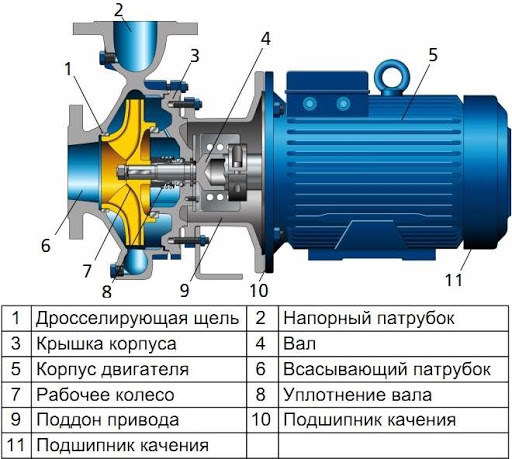 2
3
4
1
5
6
7
8
9
10
11
1 Дросселирующая щель 2 Напорный патрубок
3 Крышка корпуса 4 Вал
5 Корпус двигателя 6 Всасывающий патрубок
7 Рабочее колесо 8 Уплотнение вала
9 Поддон привода 10 Подшипник качения
11 Подшипник качения